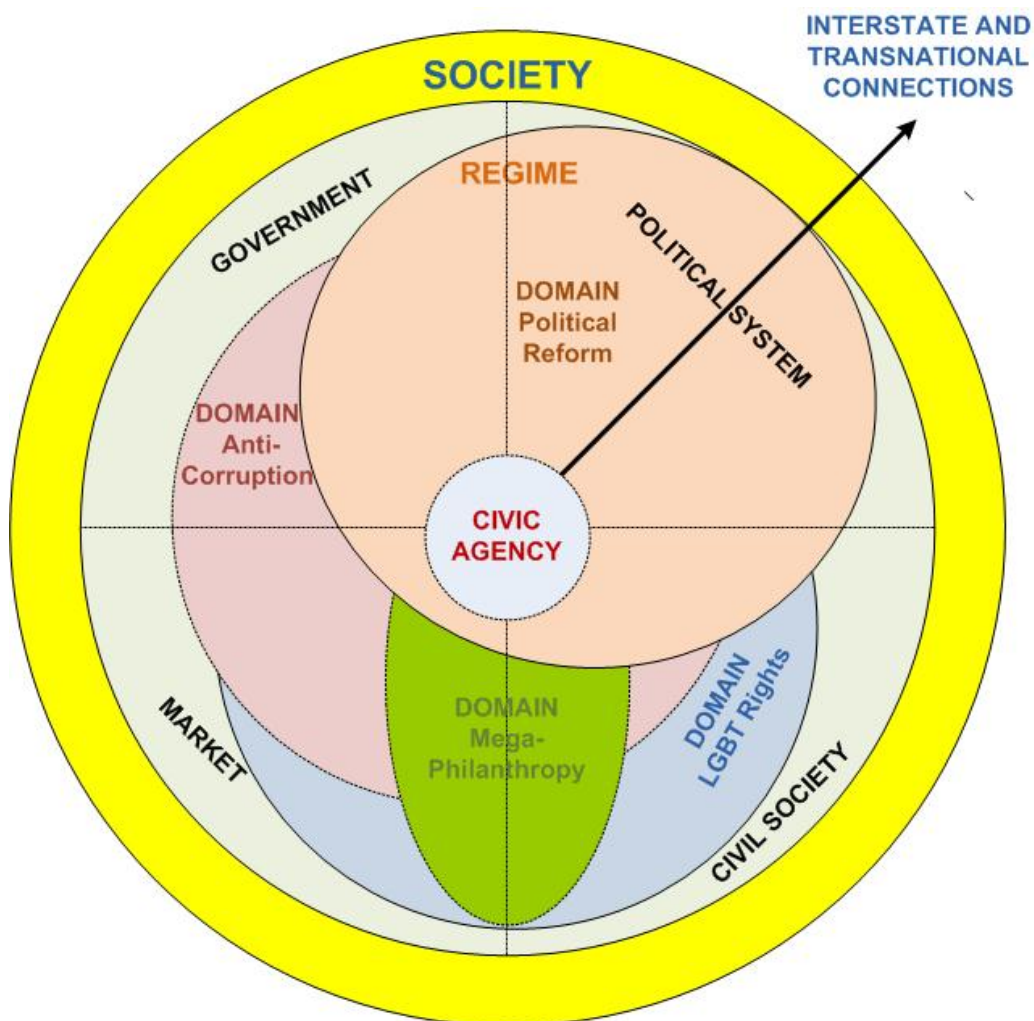 INTERSTATE AND
TRANSNATIONAL
CONNECTIONS
SOCIETY
REGIME
GOVERNMENT
POLITICAL SYSTEM
DOMAIN
Political
Reform
DOMAIN
Anti-
Corruption
CIVIC
AGENCY
DOMAIN
Mega-
Philanthropy
DOMAIN
LGBT Rights
MARKET
CIVIL SOCIETY